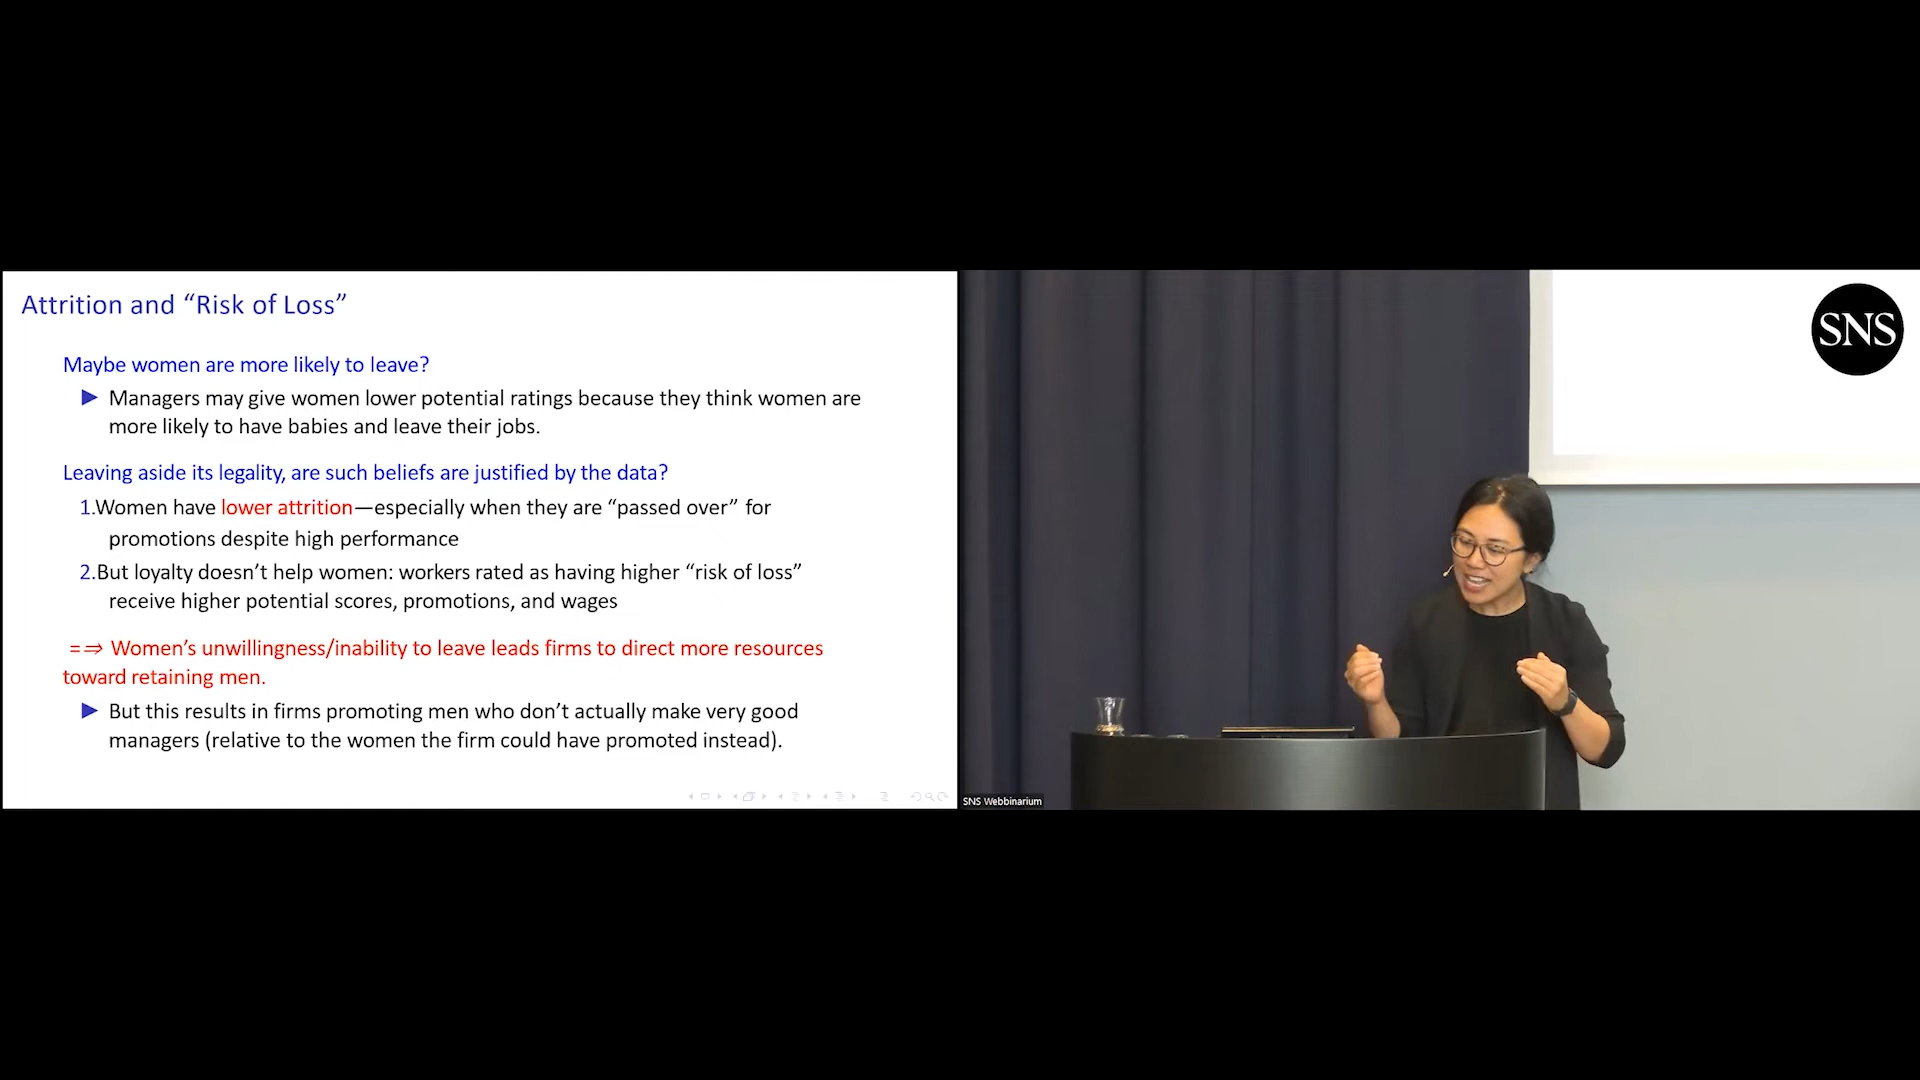 Attrition and “Risk of Loss”
Maybe women are more likely to leave?
▶ Managers may give women lower potential ratings because they think women are
more likely to have babies and leave their jobs.
Leaving aside its legality, are such beliefs are justified by the data?
1.Women have lower attrition—especially when they are “passed over” for
promotions despite high performance
2.But loyalty doesn’t help women: workers rated as having higher “risk of loss”
receive higher potential scores, promotions, and wages
=⇒ Women’s unwillingness/inability to leave leads firms to direct more resources
toward retaining men.
▶ But this results in firms promoting men who don’t actually make very good
managers (relative to the women the firm could have promoted instead).
SNS
SNS Webbinarium